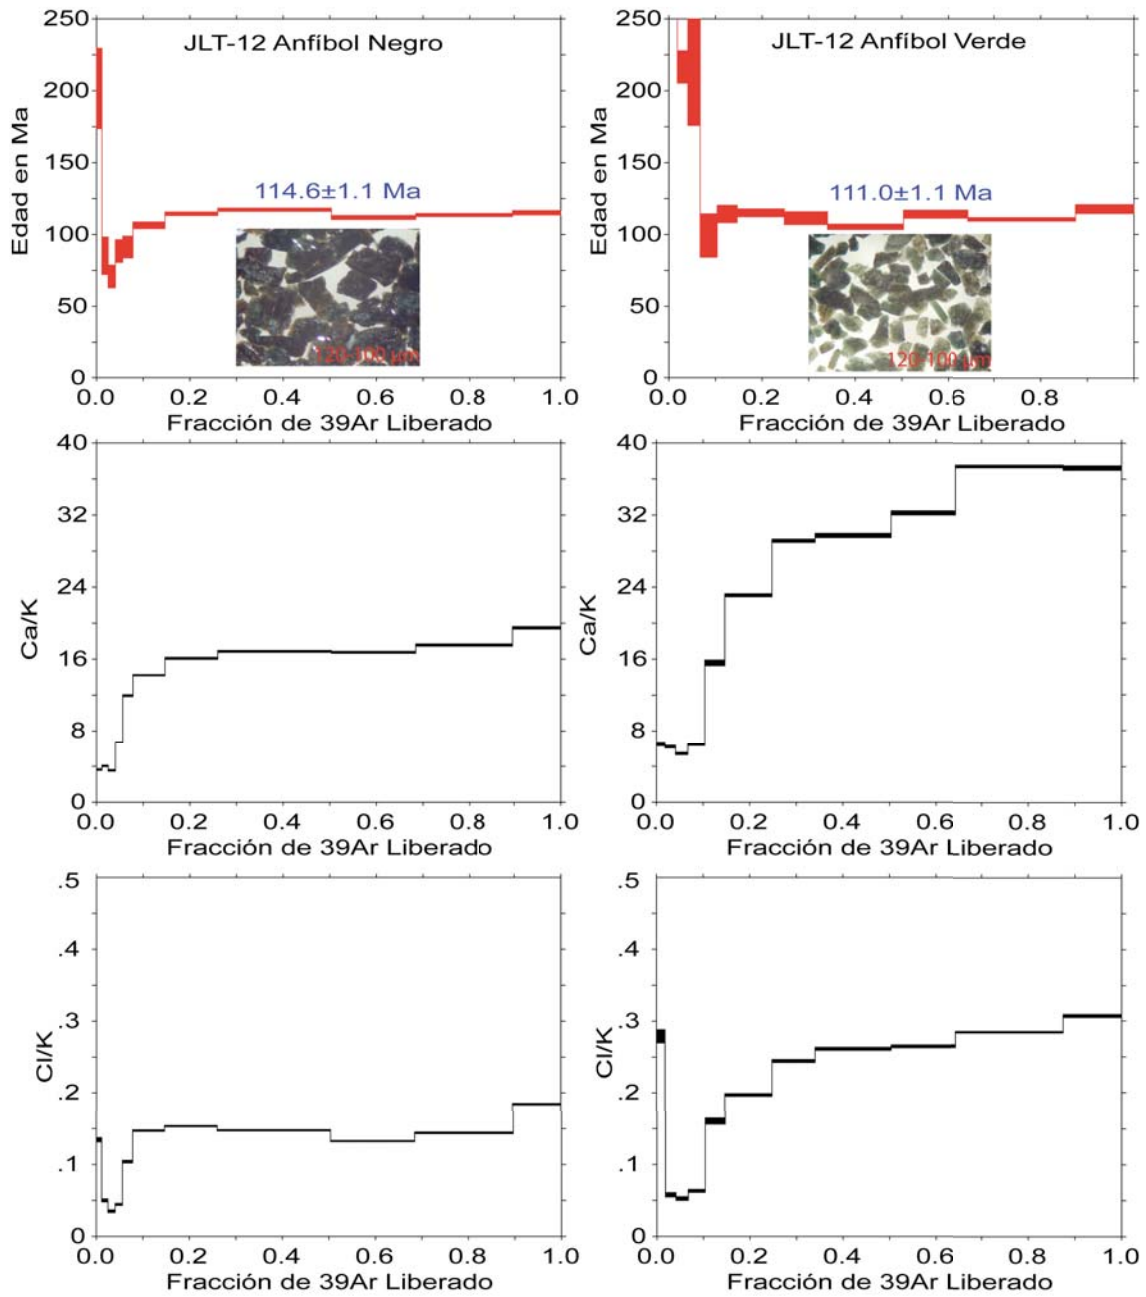 JLT-12 Anfíbol Negro
250
200
150
100
50
0
Edad en Ma
114.6±1.1 Ma
120-100 µm
0.0 0.2 0.4 0.6 0.8 1.0
Fracción de 39Ar Liberado
JLT-12 Anfíbol Verde
250
200
150
100
50
0
Edad en Ma
111.0±1.1 Ma
120-100 µm
0.0 0.2 0.4 0.6 0.8
Fracción de 39Ar Liberado
40
32
24
16
8
0
Ca/K
0.0 0.2 0.4 0.6 0.8 1.0
Fracción de 39Ar Liberado
40
32
24
16
8
0
Ca/K
0.0 0.2 0.4 0.6 0.8 1.0
Fracción de 39Ar Liberado
.5
.4
.3
.2
.1
0
Cl/K
0.0 0.2 0.4 0.6 0.8 1.0
Fracción de 39Ar Liberado
.5
.4
.3
.2
.1
0
Cl/K
0.0 0.2 0.4 0.6 0.8 1.0
Fracción de 39Ar Liberado